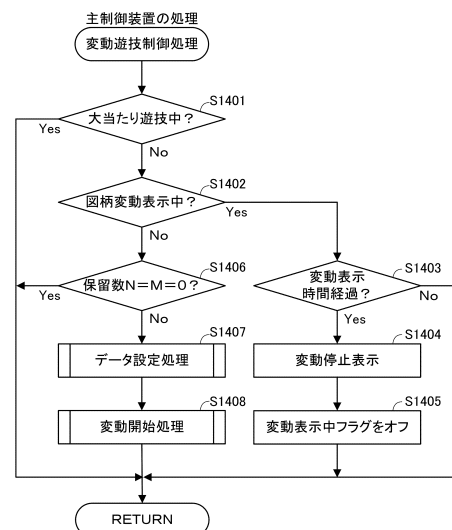 主制御装置の処理
変動遊技制御処理
S1401
大当たり遊技中？
Yes
No
S1402
図柄変動表示中？
Yes
No
S1406
保留数N＝M＝０？
Yes
No
S1403
変動表示
時間経過？
No
Yes
S1407
データ設定処理
S1404
変動停止表示
S1408
変動開始処理
S1405
変動表示中フラグをオフ
RETURN